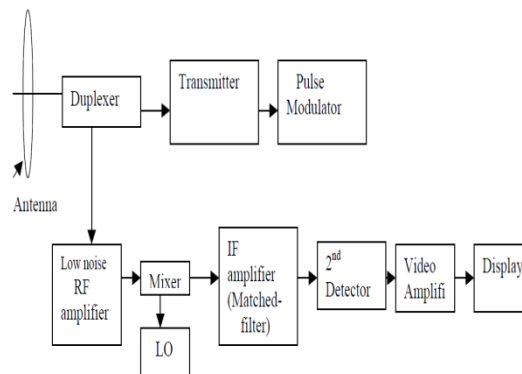 Duplexer
Transmitter
Pulse
Modulator
Antenna
Low noise
RF
amplifier
Mixer
LO
IF
amplifier
(Matched-
filter)
2nd
Detector
Video
Amplifi
Display